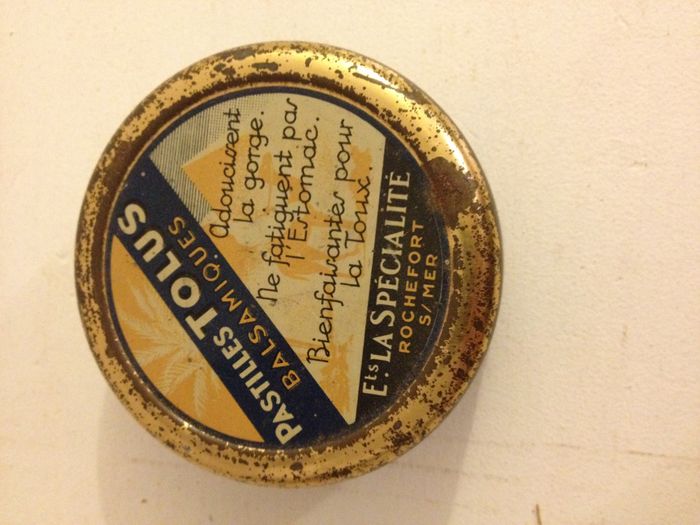 PASTILLES TOLUS
BALSAMIQUES
Adoucissent
la gorge.
Ne fatiguent pas
l'Estomac.
Bienfaisantes pour
la Toux.
Ets LA SPÉCIALITÉ
ROCHEFORT
S/MER